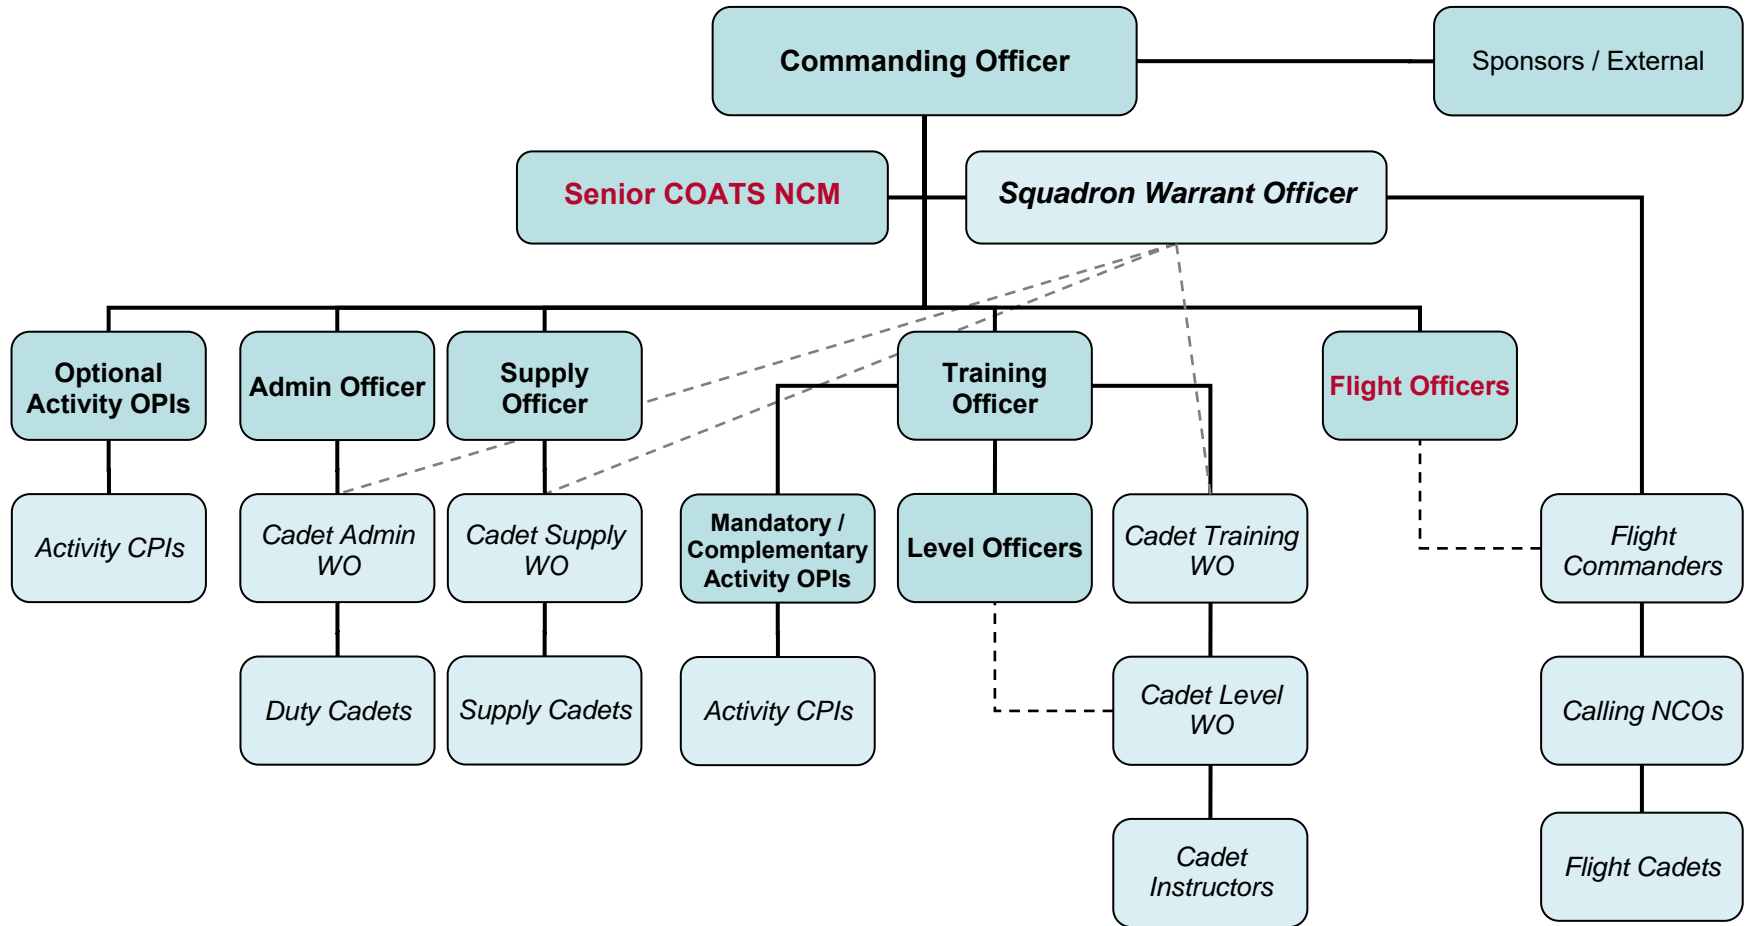 Commanding Officer
Sponsors / External
Senior COATS NCM
Squadron Warrant Officer
Optional
Activity OPIs
Admin Officer
Supply
Officer
Training
Officer
Flight Officers
Activity CPIs
Cadet Admin
WO
Cadet Supply
WO
Mandatory /
Complementary
Activity OPIs
Level Officers
Cadet Training
WO
Flight
Commanders
Duty Cadets
Supply Cadets
Activity CPIs
Cadet Level
WO
Calling NCOs
Cadet
Instructors
Flight Cadets